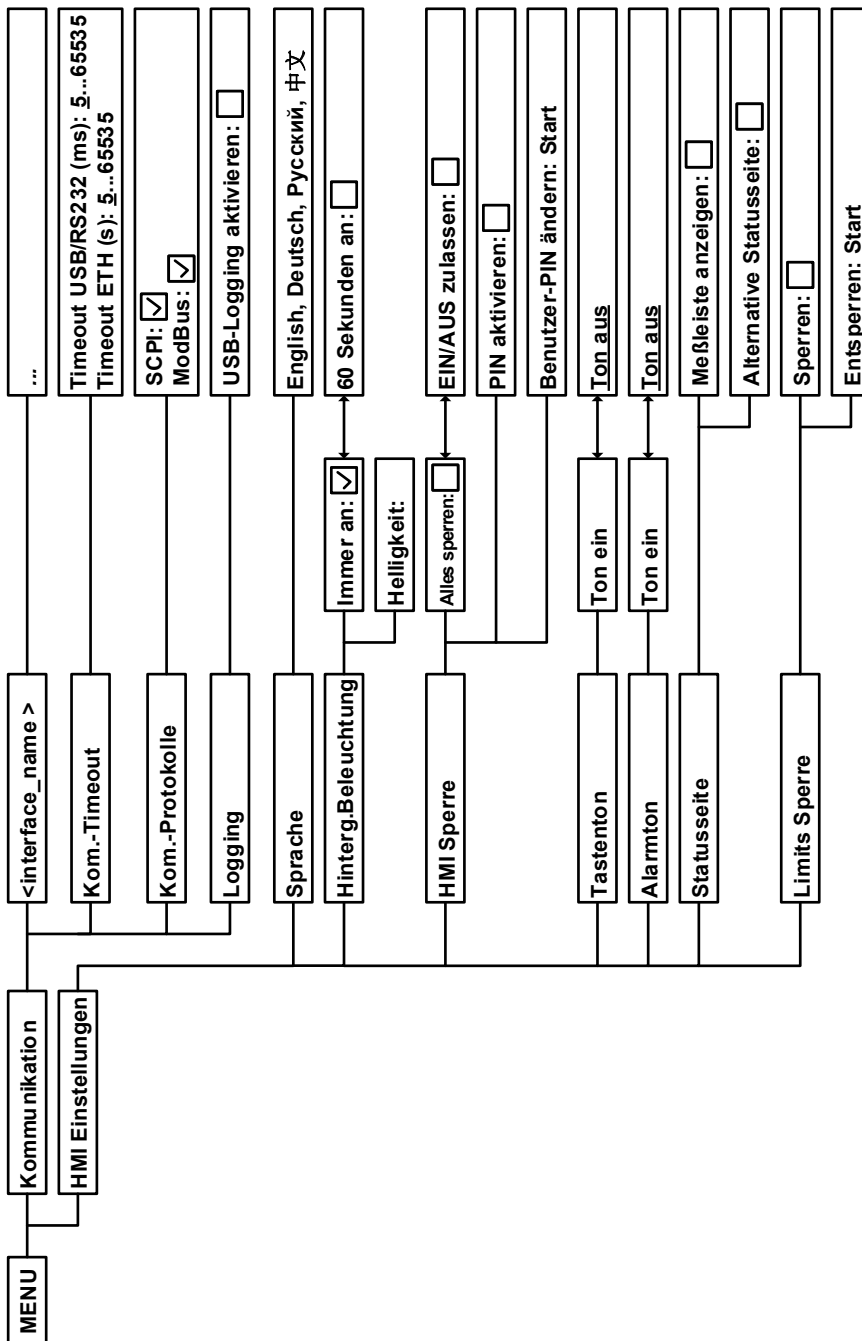 MENU
Kommunikation
<interface_name >
...
Kom.-Timeout
Timeout USB/RS232 (ms): 5...65535
Timeout ETH (s): 5...65535
Kom.-Protokolle
SCPI:
ModBus:
Logging
USB-Logging aktivieren:
HMI Einstellungen
Sprache
English, Deutsch, Русский, 中文
Hinterg.Beleuchtung
Immer an:
60 Sekunden an:
Helligkeit:
HMI Sperre
Alles sperren:
EIN/AUS zulassen:
PIN aktivieren:
Benutzer-PIN ändern: Start
Tastenton
Ton ein
Ton aus
Alarmton
Ton ein
Ton aus
Statusseite
Meßleiste anzeigen:
Alternative Statusseite:
Limits Sperre
Sperren:
Entsperren: Start